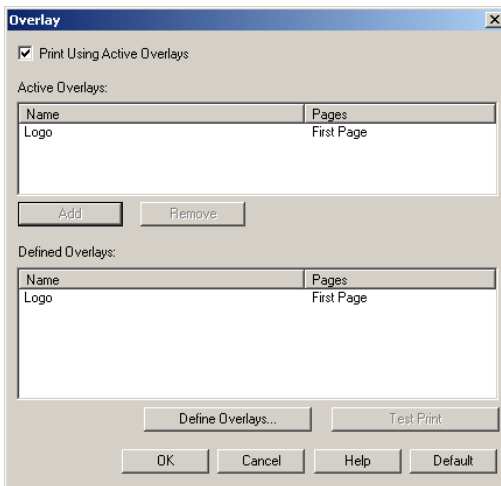 Overlay
Print Using Active Overlays
Active Overlays:
Name Pages
Logo First Page
Add Remove
Defined Overlays:
Name Pages
Logo First Page
Define Overlays... Test Print
OK Cancel Help Default